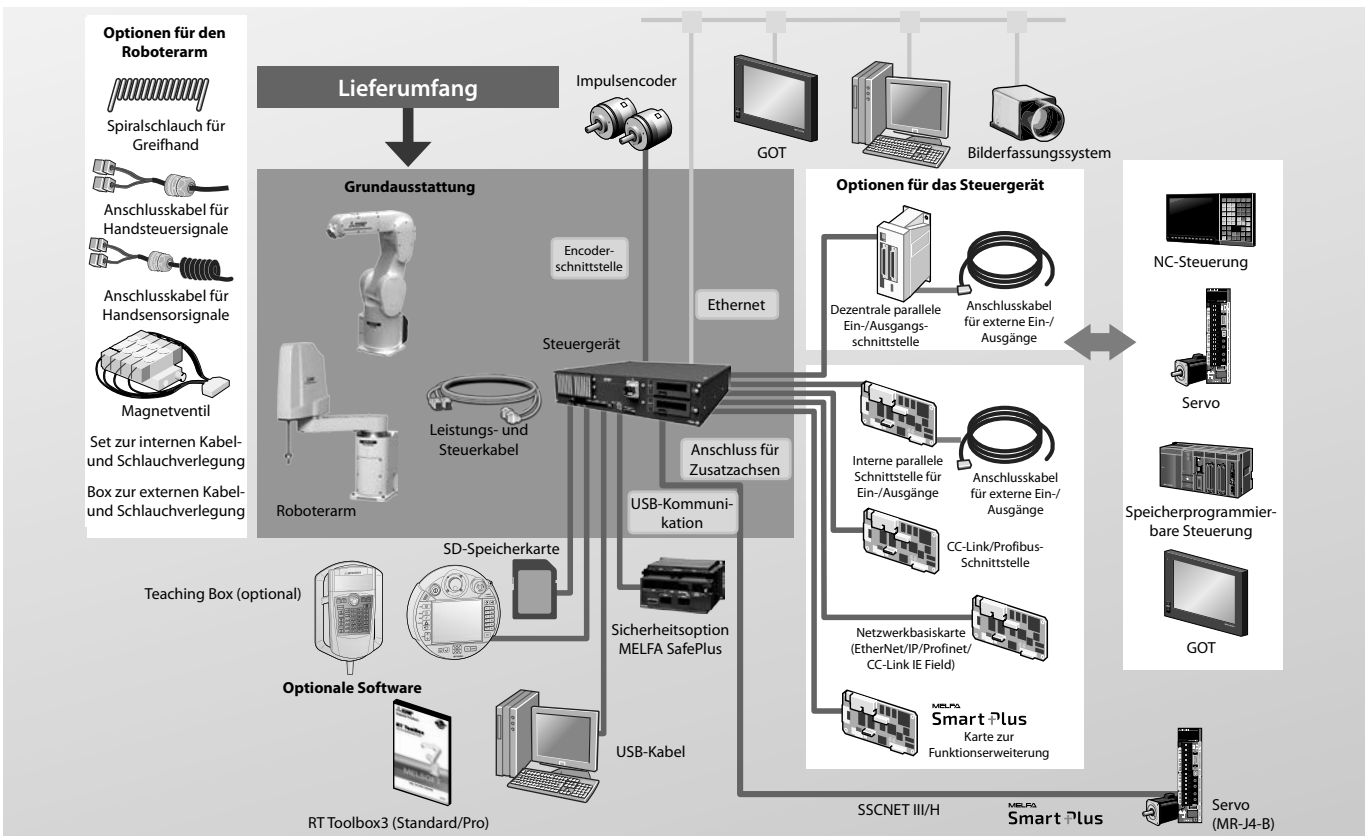 Optionen für den
Roboterarm
Spiralschlauch für
Greifhand
Anschlusskabel für
Handsteuersignale
Anschlusskabel für
Handsensorsignale
Magnetventil
Set zur internen Kabel-
und Schlauchverlegung
Box zur externen Kabel-
und Schlauchverlegung
Lieferumfang
Impulsencoder
GOT
Bilderfassungssystem
Grundausstattung
Encoder-
schnittstelle
Ethernet
Steuergerät
Leistungs- und
Steuerkabel
Roboterarm
Anschluss für
Zusatzachsen
USB-Kommuni-
kation
Optionen für das Steuergerät
Dezentrale parallele
Ein-/Ausgangs-
schnittstelle
Anschlusskabel
für externe Ein-/
Ausgänge
Interne parallele
Schnittstelle für
Ein-/Ausgänge
Anschlusskabel
für externe Ein-/
Ausgänge
CC-Link/Profibus-
Schnittstelle
Netzwerkbasiskarte
(EtherNet/IP/Profinet/
CC-Link IE Field)
MELFA
Smart Plus
Karte zur
Funktionserweiterung
NC-Steuerung
Servo
Speicherprogrammier-
bare Steuerung
GOT
SD-Speicherkarte
Teaching Box (optional)
Sicherheitsoption
MELFA SafePlus
Optionale Software
RT ToolBox
MELSOFT
USB-Kabel
RT Toolbox3 (Standard/Pro)
SSCNET III/H
MELFA
Smart Plus
Servo
(MR-J4-B)